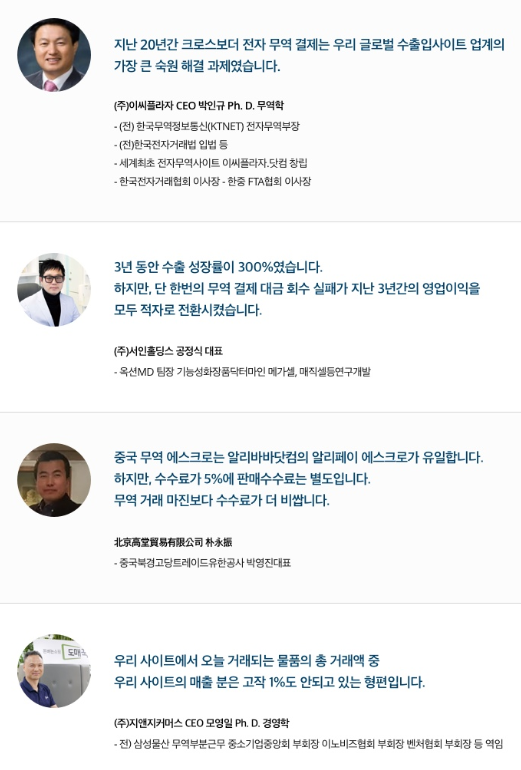 지난 20년간 크로스보더 전자 무역 결제는 우리 글로벌 수출입사이트 업계의
가장 큰 숙원 해결 과제였습니다.
(주)이씨플라자 CEO 박인규 Ph. D. 무역학
- (전) 한국무역정보통신(KTNET) 전자무역부장
- (전)한국전자거래법 입법 등
- 세계최초 전자무역사이트 이씨플라자.닷컴 창립
- 한국전자거래협회 이사장 - 한중 FTA협회 이사장
3년 동안 수출 성장률이 300%였습니다.
하지만, 단 한번의 무역 결제 대금 회수 실패가 지난 3년간의 영업이익을
모두 적자로 전환시켰습니다.
(주)서인홀딩스 공정식 대표
- 옥션MD 팀장 기능성화장품닥터마인 메가셀, 매직셀등연구개발
중국 무역 에스크로는 알리바바닷컴의 알리페이 에스크로가 유일합니다.
하지만, 수수료가 5%에 판매수수료는 별도입니다.
무역 거래 마진보다 수수료가 더 비쌉니다.
北京高堂貿易有限公司 朴永振
- 중국북경고당트레이드유한공사 박영진대표
도매꾹
우리 사이트에서 오늘 거래되는 물품의 총 거래액 중
우리 사이트의 매출 분은 고작 1%도 안되고 있는 형편입니다.
(주)지앤지커머스 CEO 모영일 Ph. D. 경영학
- 전) 삼성물산 무역부분근무 중소기업중앙회 부회장 이노비즈협회 부회장 벤처협회 부회장 등 역임